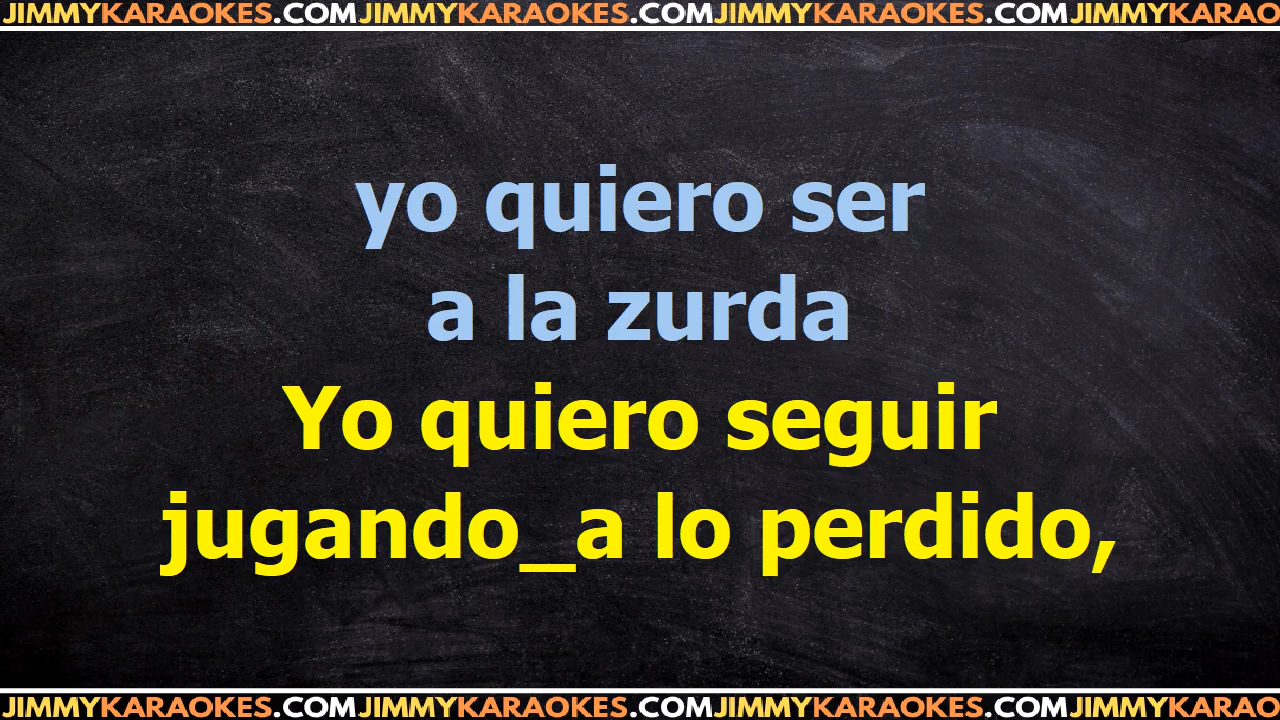 JIMMYKARAOKES.COMJIMMYKARAOKES.COMJIMMYKARAOKES.COMJIMMYKARAO
yo quiero ser
a la zurda
Yo quiero seguir
jugando_a lo perdido,
JIMMYKARAOKES.COMJIMMYKARAOKES.COMJIMMYKARAOKES.COMJIMMYKARAO